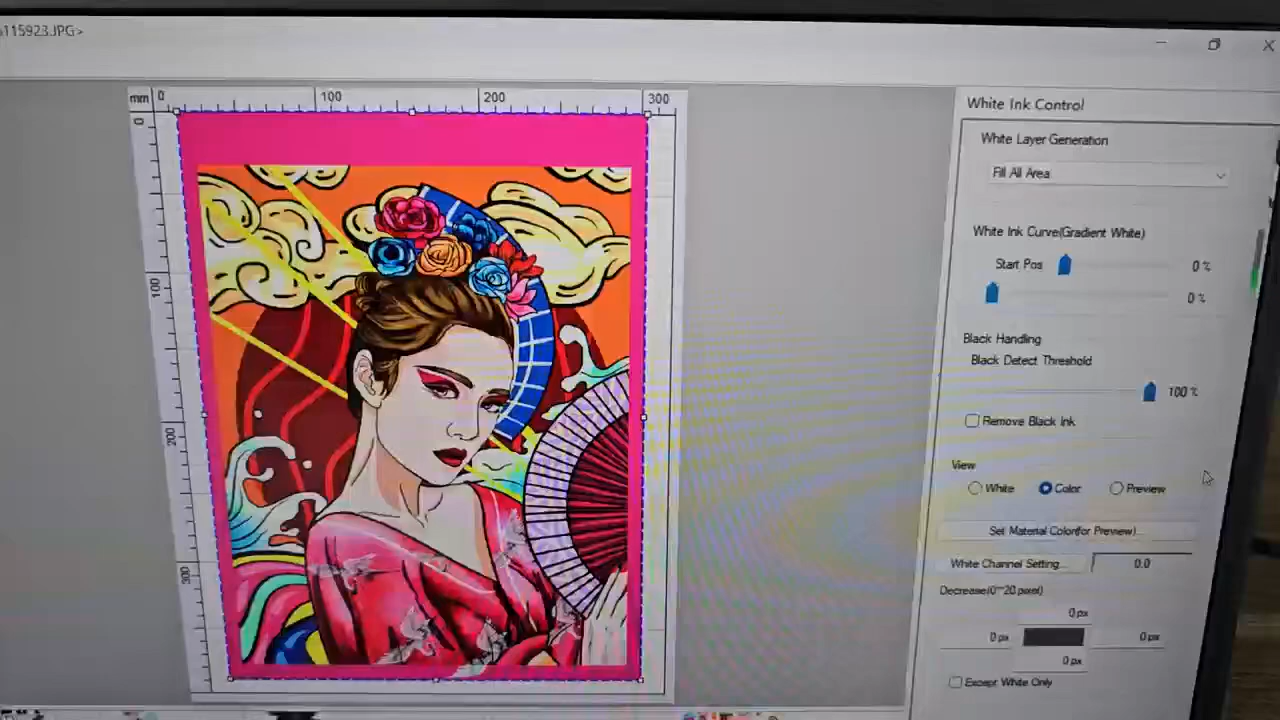 115923.JPG>
mm 0 100 200 300
0
100
200
300
White Ink Control
White Layer Generation
Fill All Area
White Ink Curve(Gradient White)
Start Pos 0 %
0 %
Black Handling
Black Detect Threshold
100 %
Remove Black Ink
View
White Color Preview
Set Material Color(for Preview)
White Channel Setting... 0.0
Decrease(0~20 pixel)
0 px
0 px 0 px
0 px
Except White Only